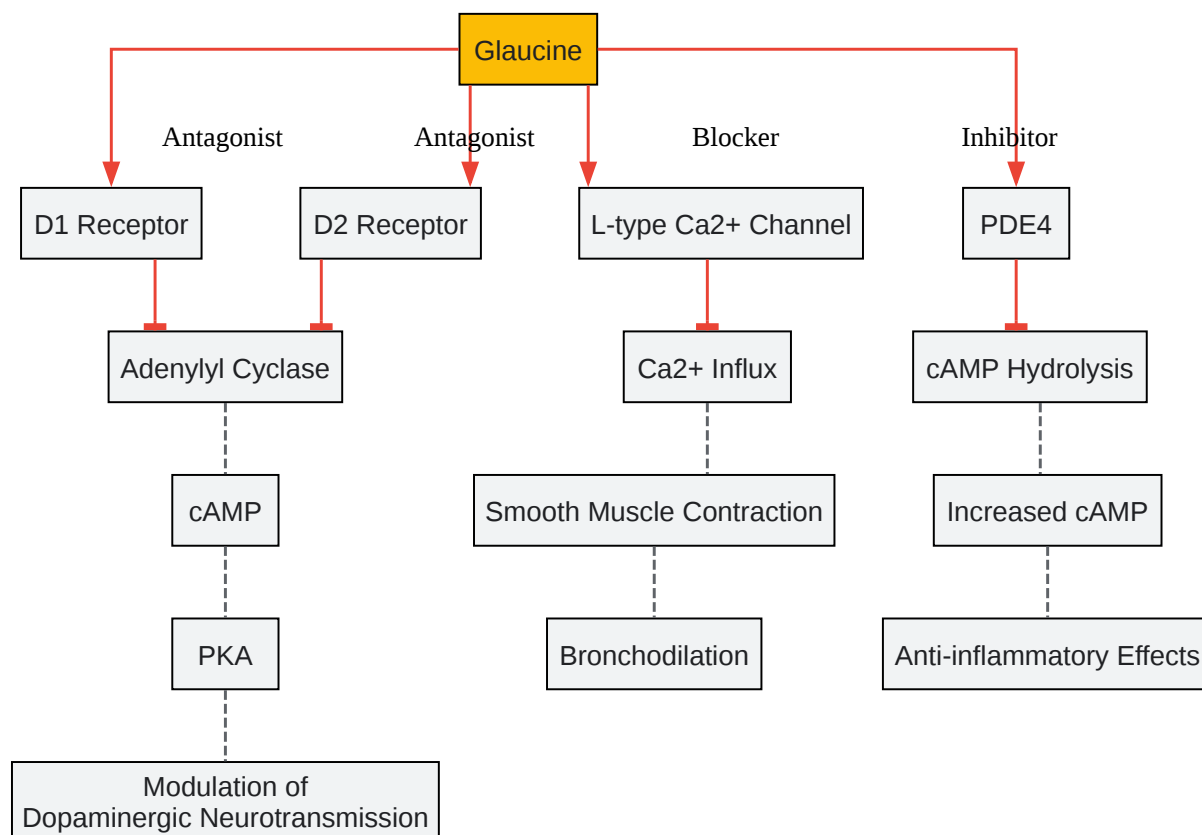 Glaucine
Antagonist
Antagonist
Blocker
Inhibitor
D1 Receptor
D2 Receptor
L-type Ca2+ Channel
PDE4
Adenylyl Cyclase
Ca2+ Influx
cAMP Hydrolysis
cAMP
Smooth Muscle Contraction
Increased cAMP
PKA
Bronchodilation
Anti-inflammatory Effects
Modulation of
Dopaminergic Neurotransmission